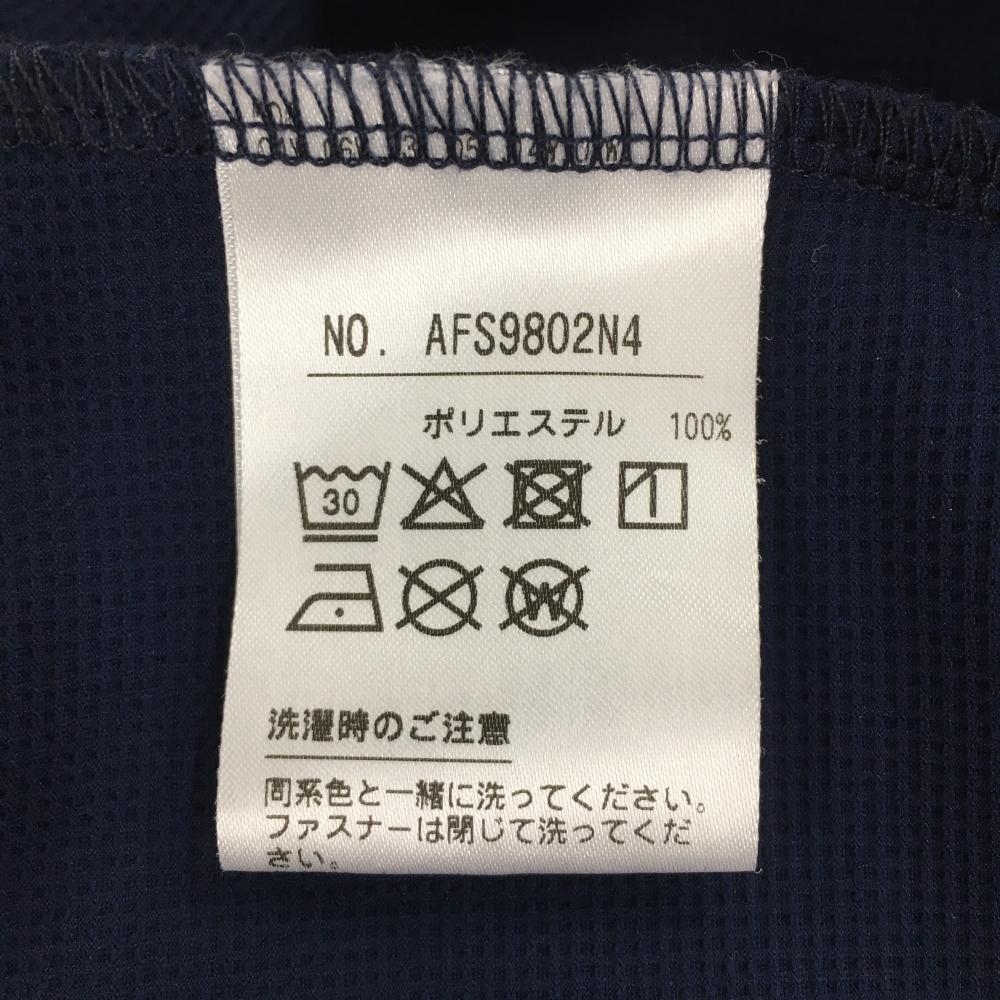 NO. AFS9802N4
ポリエステル 100%
30
W
洗濯時のご注意
同系色と一緒に洗ってください。
ファスナーは閉じて洗ってくだ
さい。